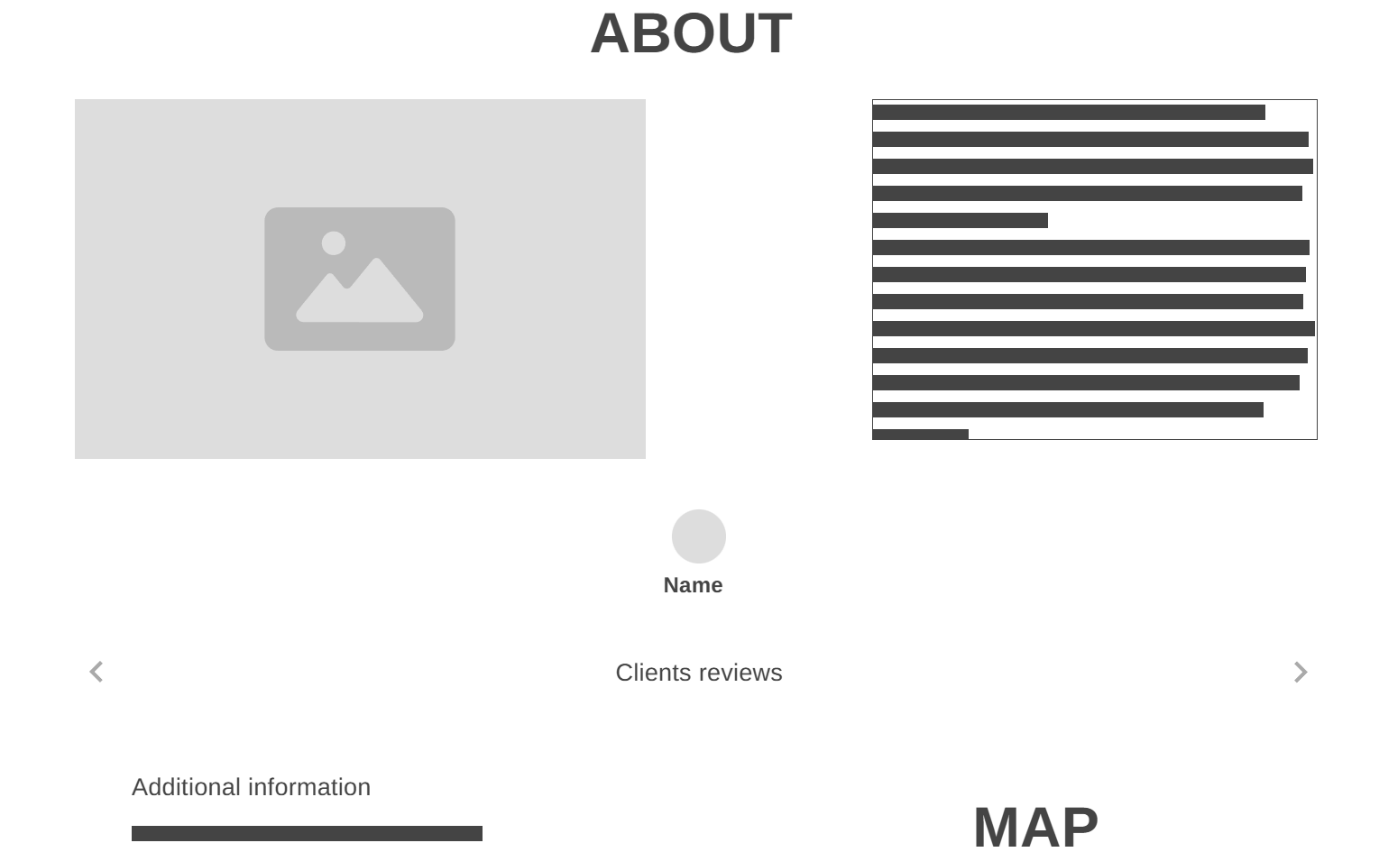 ABOUT
Name
Clients reviews
Additional information
MAP